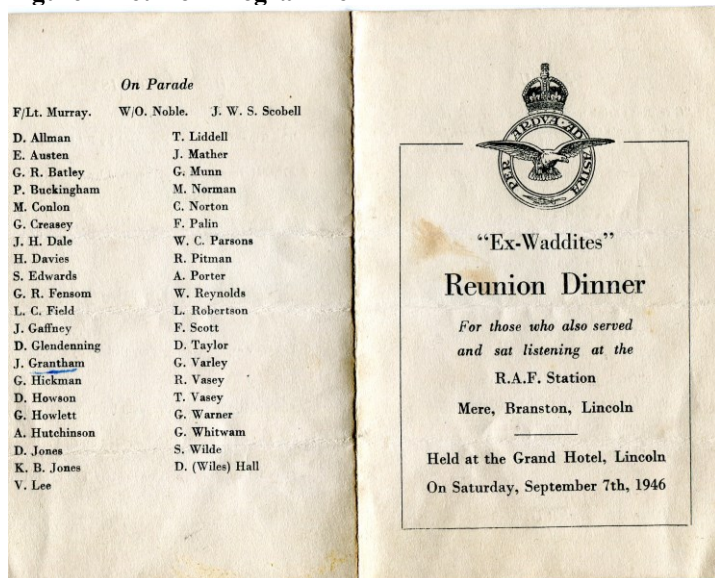 On Parade
F/Lt. Murray. W/O. Noble. J. W. S. Scobell
D. Allman
E. Austen
G. R. Batley
P. Buckingham
M. Conlon
G. Creasey
J. H. Dale
H. Davies
S. Edwards
G. R. Fensom
L. C. Field
J. Gaffney
D. Glendenning
J. Grantham
G. Hickman
D. Howson
G. Howlett
A. Hutchinson
D. Jones
K. B. Jones
V. Lee
T. Liddell
J. Mather
G. Munn
M. Norman
C. Norton
F. Palin
W. C. Parsons
R. Pitman
A. Porter
W. Reynolds
L. Robertson
F. Scott
D. Taylor
G. Varley
R. Vasey
T. Vasey
G. Warner
G. Whitwam
S. Wilde
D. (Wiles) Hall
PER ARDVA AD ASTRA
"Ex-Waddites"
Reunion Dinner
For those who also served
and sat listening at the
R.A.F. Station
Mere, Branston, Lincoln
Held at the Grand Hotel, Lincoln
On Saturday, September 7th, 1946